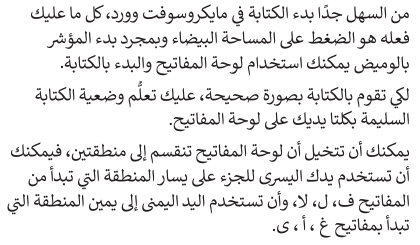 من السهل جدًا بدء الكتابة في مايكروسوفت وورد، كل ما عليك
فعله هو الضغط على المساحة البيضاء وبمجرد بدء المؤشر
بالوميض يمكنك استخدام لوحة المفاتيح والبدء بالكتابة.
لكي تقوم بالكتابة بصورة صحيحة، عليك تعلُّم وضعية الكتابة
السليمة بكلتا يديك على لوحة المفاتيح.
يمكنك أن تتخيل أن لوحة المفاتيح تنقسم إلى منطقتين، فيمكنك
أن تستخدم يدك اليسرى للجزء على يسار المنطقة التي تبدأ من
المفاتيح ف، ل، لا، وأن تستخدم اليد اليمنى إلى يمين المنطقة التي
تبدأ بمفاتيح غ ، أ ، ى.